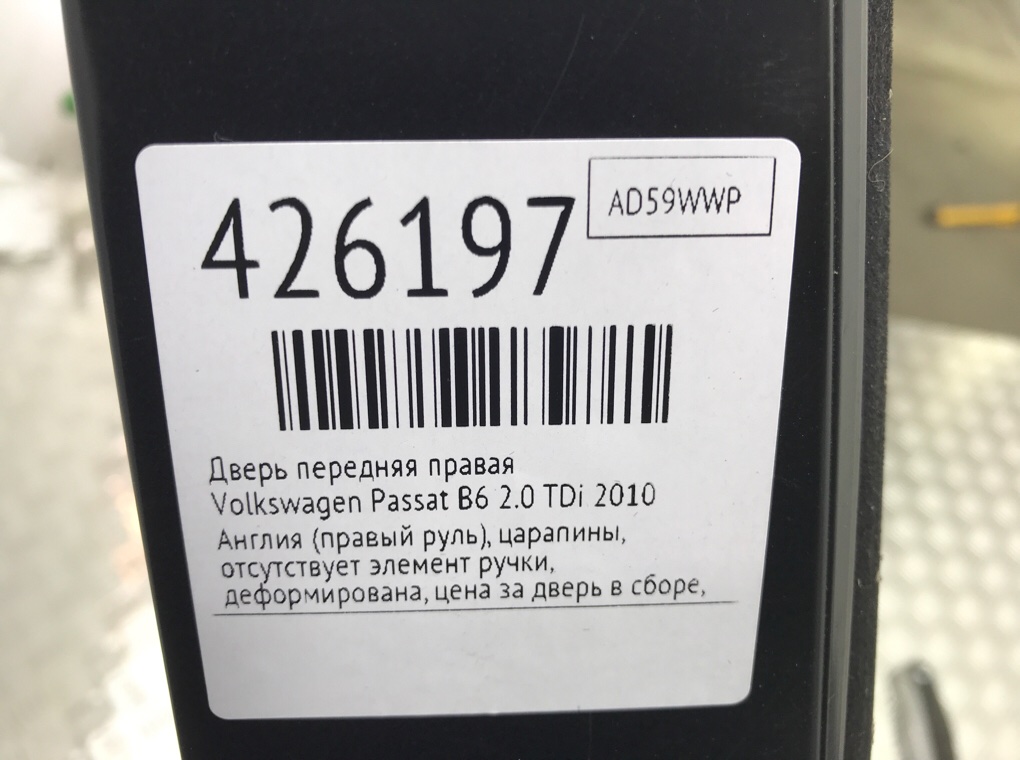 426197
AD59WWP
Дверь передняя правая
Volkswagen Passat B6 2.0 TDi 2010
Англия (правый руль), царапины,
отсутствует элемент ручки,
деформирована, цена за дверь в сборе,